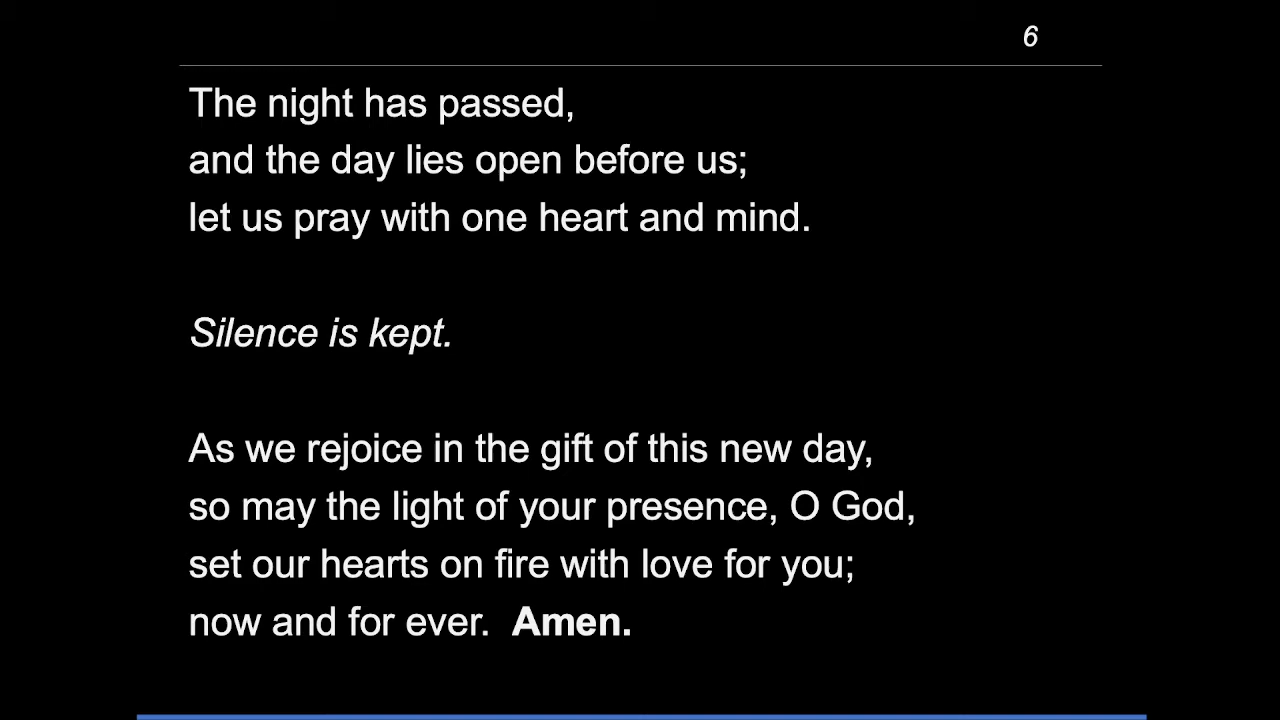 6
The night has passed,
and the day lies open before us;
let us pray with one heart and mind.
Silence is kept.
As we rejoice in the gift of this new day,
so may the light of your presence, O God,
set our hearts on fire with love for you;
now and for ever. Amen.